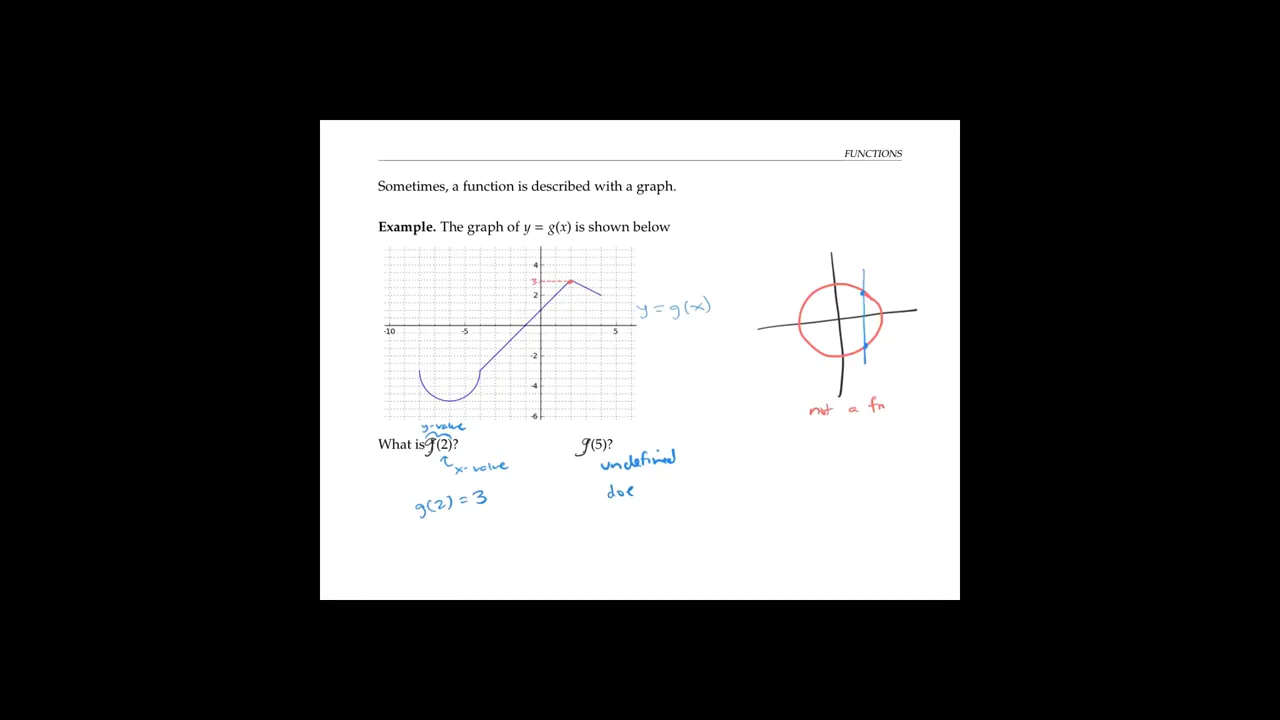 FUNCTIONS
Sometimes, a function is described with a graph.
Example. The graph of y = g(x) is shown below
4
3
2
y = g(x)
-10 -5 5
-2
-4
-6
not a fn
y-value
What is g(2)? g(5)?
x-value undefined
g(2) = 3 doe